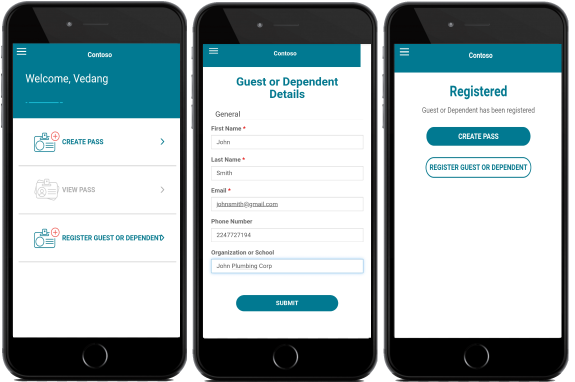 Contoso
Welcome, Vedang
CREATE PASS
VIEW PASS
REGISTER GUEST OR DEPENDENT
Contoso
Guest or Dependent
Details
General
First Name *
John
Last Name *
Smith
Email *
johnsmith@gmail.com
Phone Number
2247727194
Organization or School
John Plumbing Corp
SUBMIT
Contoso
Registered
Guest or Dependent has been registered
CREATE PASS
REGISTER GUEST OR DEPENDENT